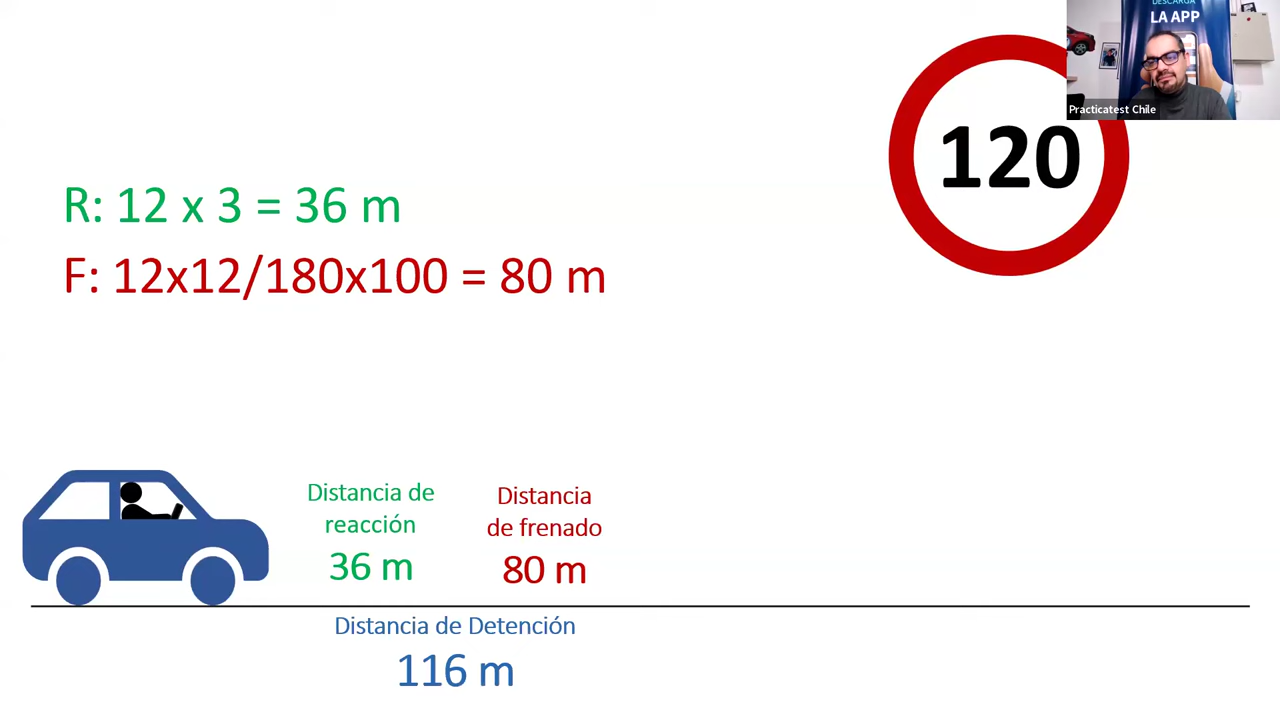 DESCARGA
LA APP
Practicatest Chile
120
R: 12 x 3 = 36 m
F: 12x12/180x100 = 80 m
Distancia de
reacción
36 m
Distancia
de frenado
80 m
Distancia de Detención
116 m